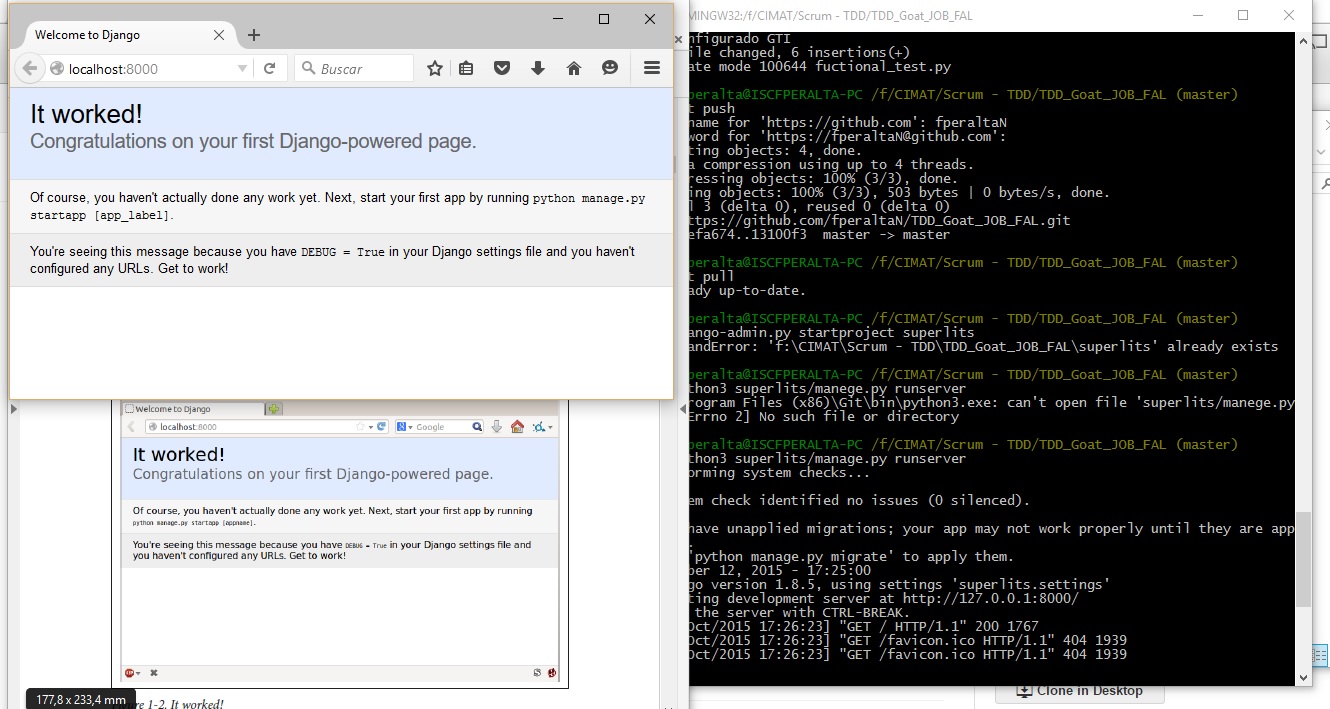 Welcome to Django
localhost:8000
Buscar
It worked!
Congratulations on your first Django-powered page.
Of course, you haven't actually done any work yet. Next, start your first app by running python manage.py
startapp [app_label].
You're seeing this message because you have DEBUG = True in your Django settings file and you haven't
configured any URLs. Get to work!
Welcome to Django
localhost:8000
Google
It worked!
Congratulations on your first Django-powered page.
Of course, you haven't actually done any work yet. Next, start your first app by running
python manage.py startapp [appname].
You're seeing this message because you have DEBUG = True in your Django settings file and
you haven't configured any URLs. Get to work!
177,8 x 233,4 mm
ure 1-2. It worked!
MINGW32:/f/CIMAT/Scrum - TDD/TDD_Goat_JOB_FAL
nfigurado GTI
ile changed, 6 insertions(+)
ate mode 100644 fuctional_test.py
peralta@ISCFPERALTA-PC /f/CIMAT/Scrum - TDD/TDD_Goat_JOB_FAL (master)
t push
name for 'https://github.com': fperaltaN
word for 'https://fperaltaN@github.com':
ting objects: 4, done.
a compression using up to 4 threads.
ressing objects: 100% (3/3), done.
ing objects: 100% (3/3), 503 bytes | 0 bytes/s, done.
l 3 (delta 0), reused 0 (delta 0)
ttps://github.com/fperaltaN/TDD_Goat_JOB_FAL.git
efa674..13100f3  master -> master
peralta@ISCFPERALTA-PC /f/CIMAT/Scrum - TDD/TDD_Goat_JOB_FAL (master)
t pull
ady up-to-date.
peralta@ISCFPERALTA-PC /f/CIMAT/Scrum - TDD/TDD_Goat_JOB_FAL (master)
ango-admin.py startproject superlits
andError: 'f:\CIMAT\Scrum - TDD\TDD_Goat_JOB_FAL\superlits' already exists
peralta@ISCFPERALTA-PC /f/CIMAT/Scrum - TDD/TDD_Goat_JOB_FAL (master)
thon3 superlits/manege.py runserver
rogram Files (x86)\Git\bin\python3.exe: can't open file 'superlits/manege.py
Errno 2] No such file or directory
peralta@ISCFPERALTA-PC /f/CIMAT/Scrum - TDD/TDD_Goat_JOB_FAL (master)
thon3 superlits/manage.py runserver
orming system checks...
em check identified no issues (0 silenced).
have unapplied migrations; your app may not work properly until they are app
.
'python manage.py migrate' to apply them.
ber 12, 2015 - 17:25:00
go version 1.8.5, using settings 'superlits.settings'
ting development server at http://127.0.0.1:8000/
 the server with CTRL-BREAK.
Oct/2015 17:26:23] "GET / HTTP/1.1" 200 1767
Oct/2015 17:26:23] "GET /favicon.ico HTTP/1.1" 404 1939
Oct/2015 17:26:23] "GET /favicon.ico HTTP/1.1" 404 1939
Clone in Desktop